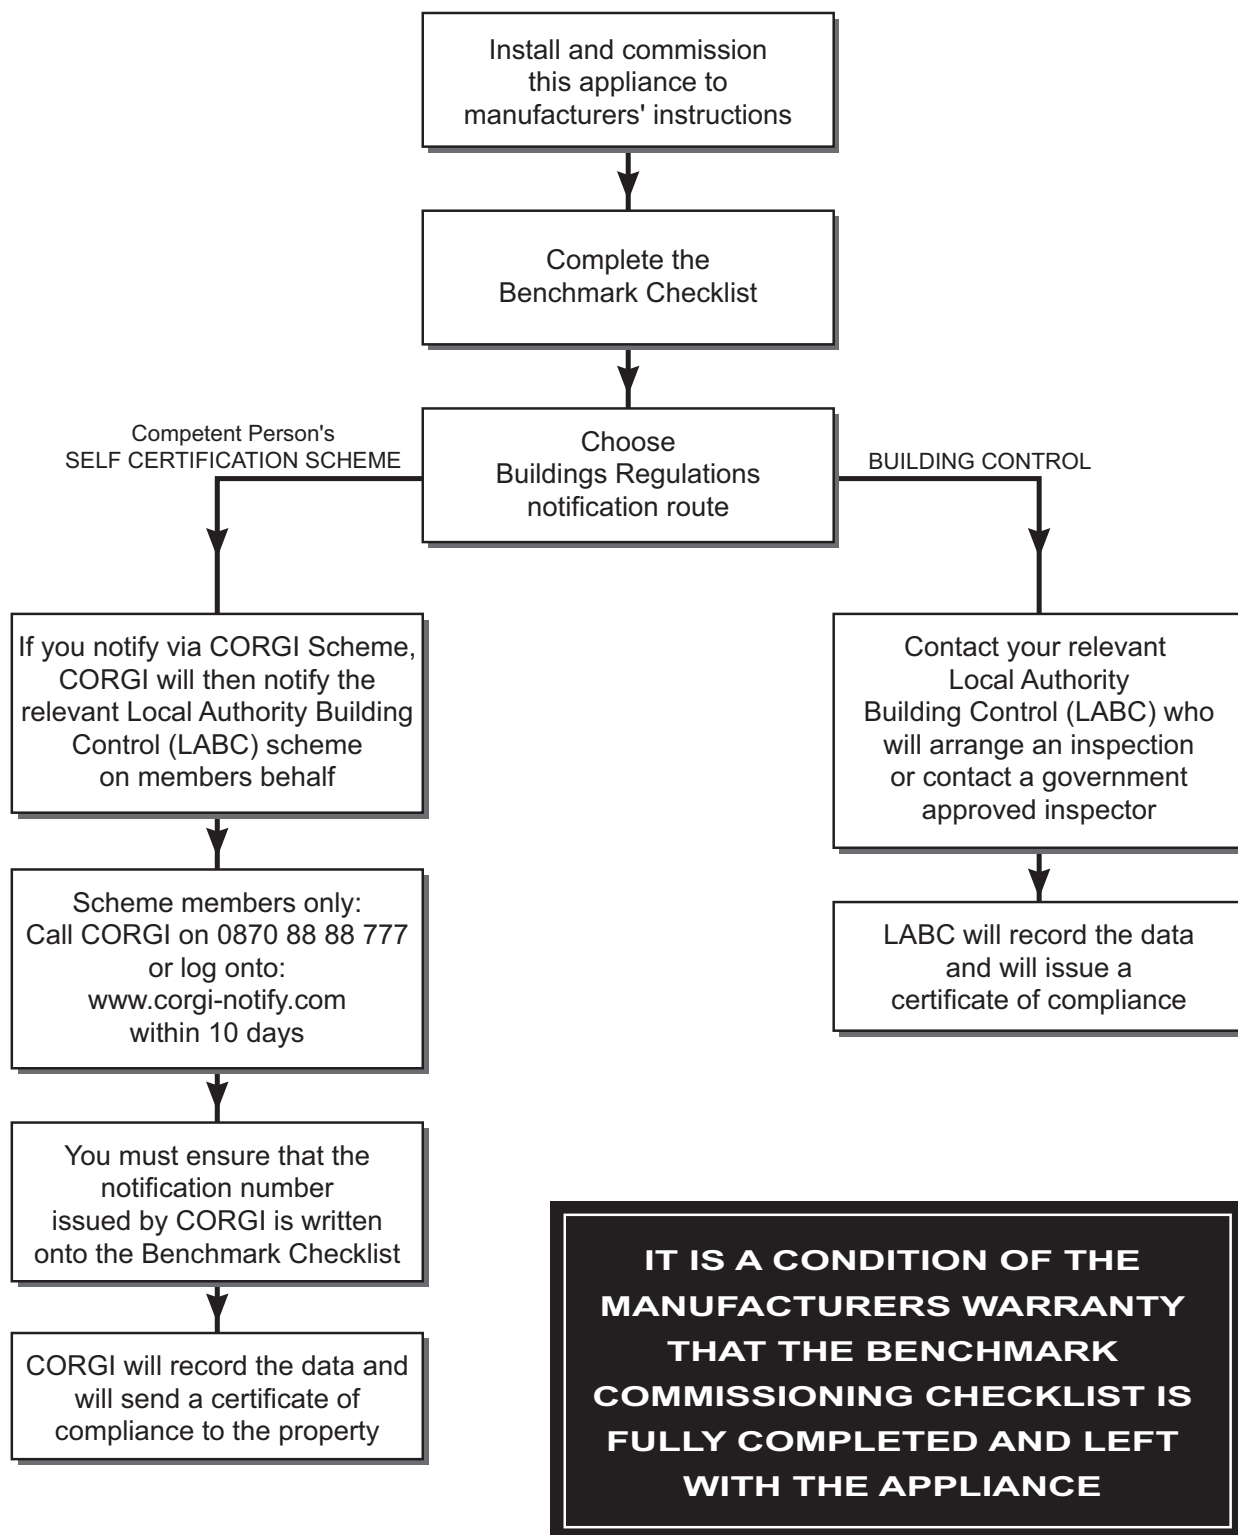 Install and commission
this appliance to
manufacturers' instructions
Complete the
Benchmark Checklist
Choose
Buildings Regulations
notification route
Competent Person's
SELF CERTIFICATION SCHEME
BUILDING CONTROL
If you notify via CORGI Scheme,
CORGI will then notify the
relevant Local Authority Building
Control (LABC) scheme
on members behalf
Scheme members only:
Call CORGI on 0870 88 88 777
or log onto:
www.corgi-notify.com
within 10 days
You must ensure that the
notification number
issued by CORGI is written
onto the Benchmark Checklist
CORGI will record the data and
will send a certificate of
compliance to the property
Contact your relevant
Local Authority
Building Control (LABC) who
will arrange an inspection
or contact a government
approved inspector
LABC will record the data
and will issue a
certificate of compliance
IT IS A CONDITION OF THE
MANUFACTURERS WARRANTY
THAT THE BENCHMARK
COMMISSIONING CHECKLIST IS
FULLY COMPLETED AND LEFT
WITH THE APPLIANCE